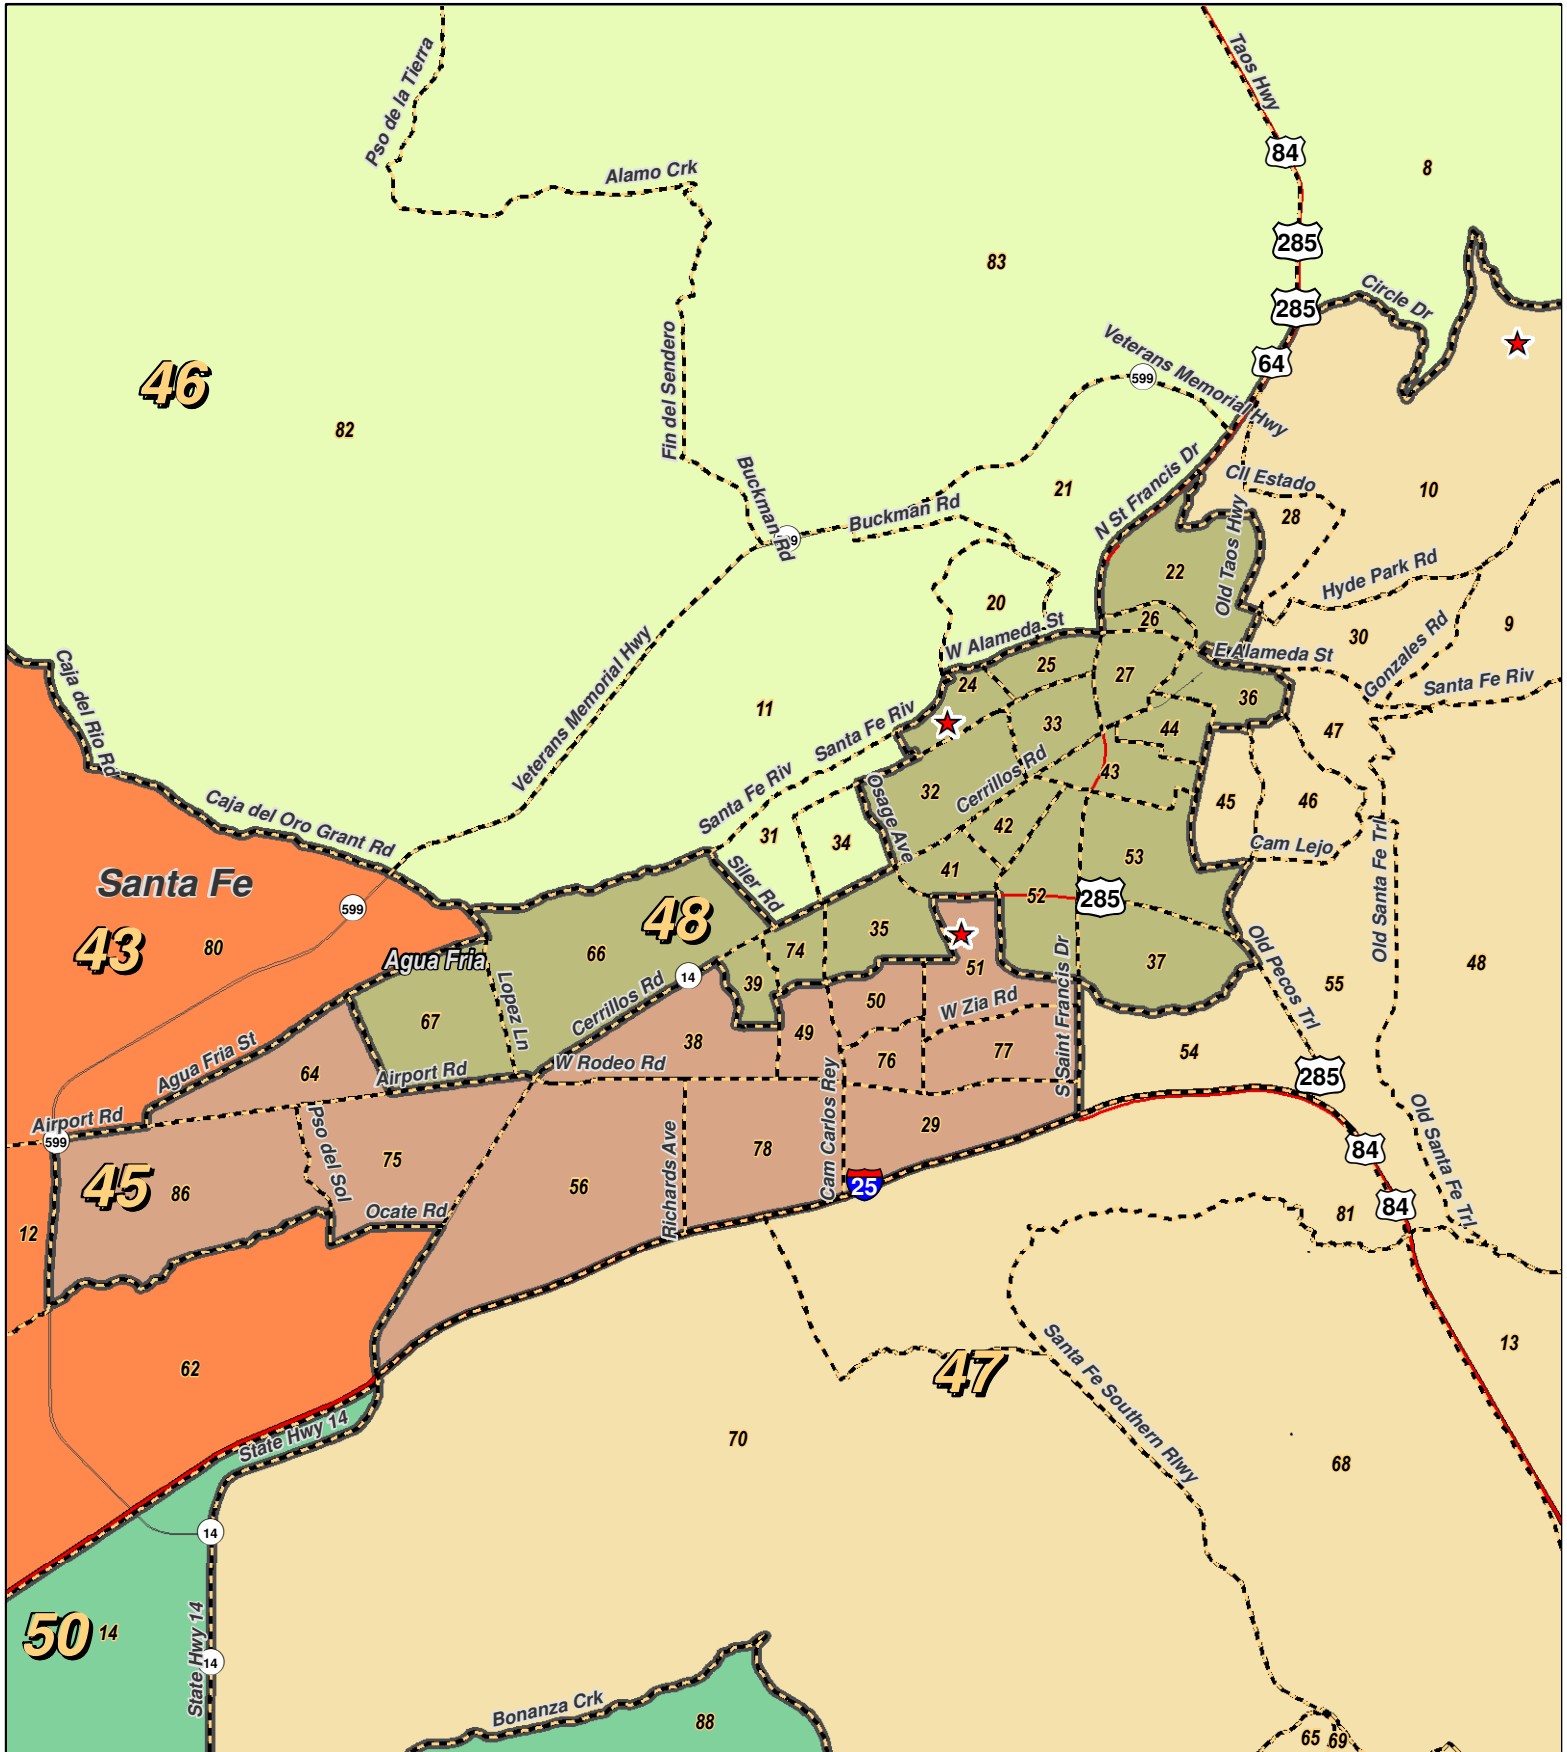 Pso de la Tierra
Taos Hwy
84
8
Alamo Crk
285
83
Circle Dr
285
Fin del Sendero
Veterans Memorial Hwy
64
599
46
82
Buckman Rd
N St Francis Dr
Cll Estado
21
10
Buckman Rd
28
Old Taos Hwy
22
Hyde Park Rd
20
26
Gonzales Rd
9
30
W Alameda St
E Alameda St
Veterans Memorial Hwy
25
27
24
36
Santa Fe Riv
Caja del Rio Rd
11
Santa Fe Riv
33
44
47
Cerrillos Rd
43
Santa Fe Riv
32
45
46
Caja del Oro Grant Rd
Osage Ave
42
31
34
Cam Lejo
53
Old Santa Fe Trl
Siler Rd
41
Santa Fe
52
285
599
48
43
80
35
66
74
Agua Fria
51
37
Old Pecos Trl
48
14
Lopez Ln
Cerrillos Rd
39
55
50
W Zia Rd
S Saint Francis Dr
67
49
38
54
Agua Fria St
64
Airport Rd
W Rodeo Rd
76
77
285
Cam Carlos Rey
Airport Rd
599
Pso del Sol
29
Old Santa Fe Trl
Richards Ave
78
84
75
45
86
56
25
84
Ocate Rd
81
12
13
62
47
Santa Fe Southern Rlwy
State Hwy 14
70
68
14
50
14
State Hwy 14
14
Bonanza Crk
88
65
69